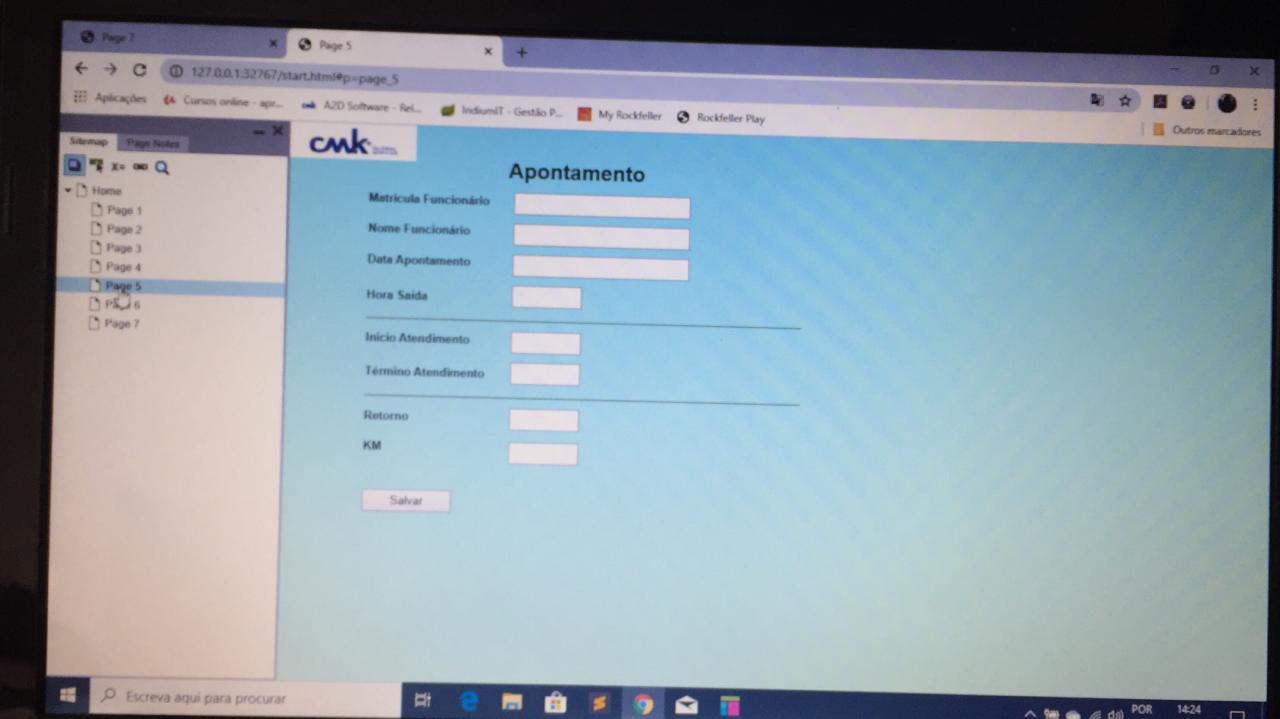 Page 7
Page 5
127.0.0.1:32767/start.html#p=page_5
Aplicações
Cursos online - apr...
A2D Software - Rel...
IndiumIT - Gestão P...
My Rockfeller
Rockfeller Play
Outros marcadores
Sitemap
Page Notes
X=
Home
Page 1
Page 2
Page 3
Page 4
Page 5
6
Page 7
cmk
Apontamento
Matrícula Funcionário
Nome Funcionário
Data Apontamento
Hora Saída
Início Atendimento
Término Atendimento
Retorno
KM
Salvar
Escreva aqui para procurar
POR
14:24